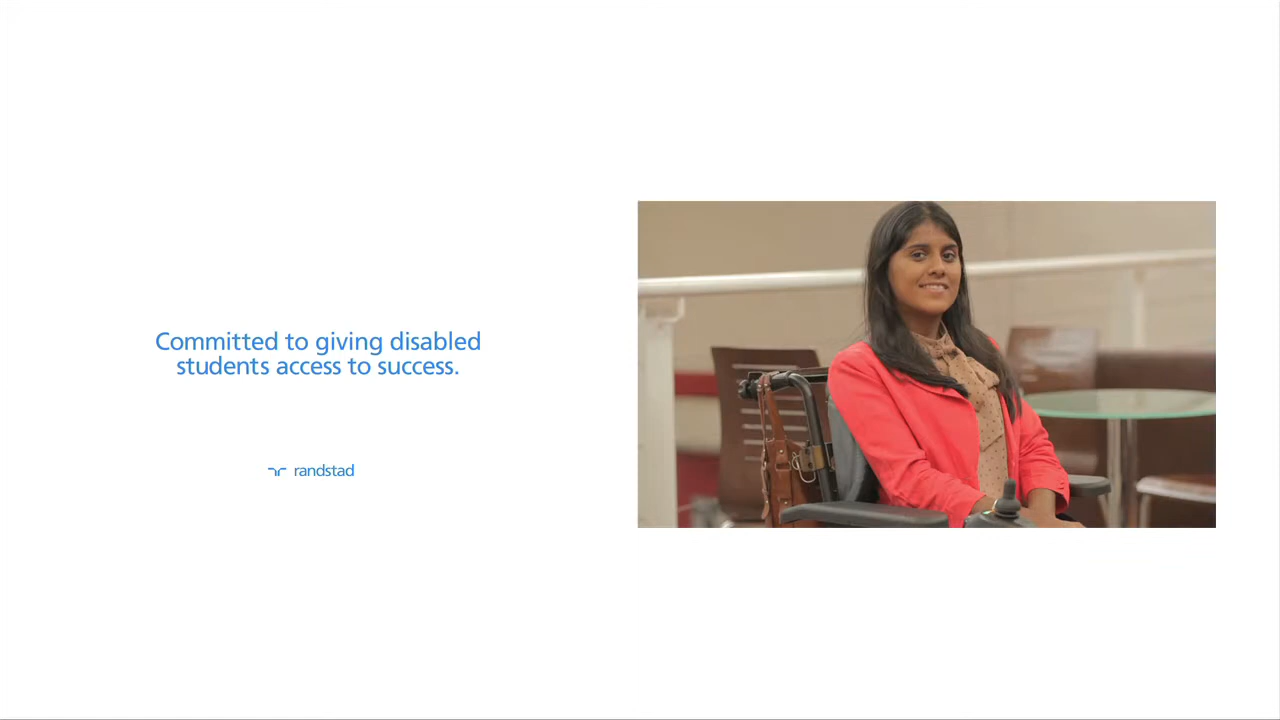 Committed to giving disabled
students access to success.
randstad